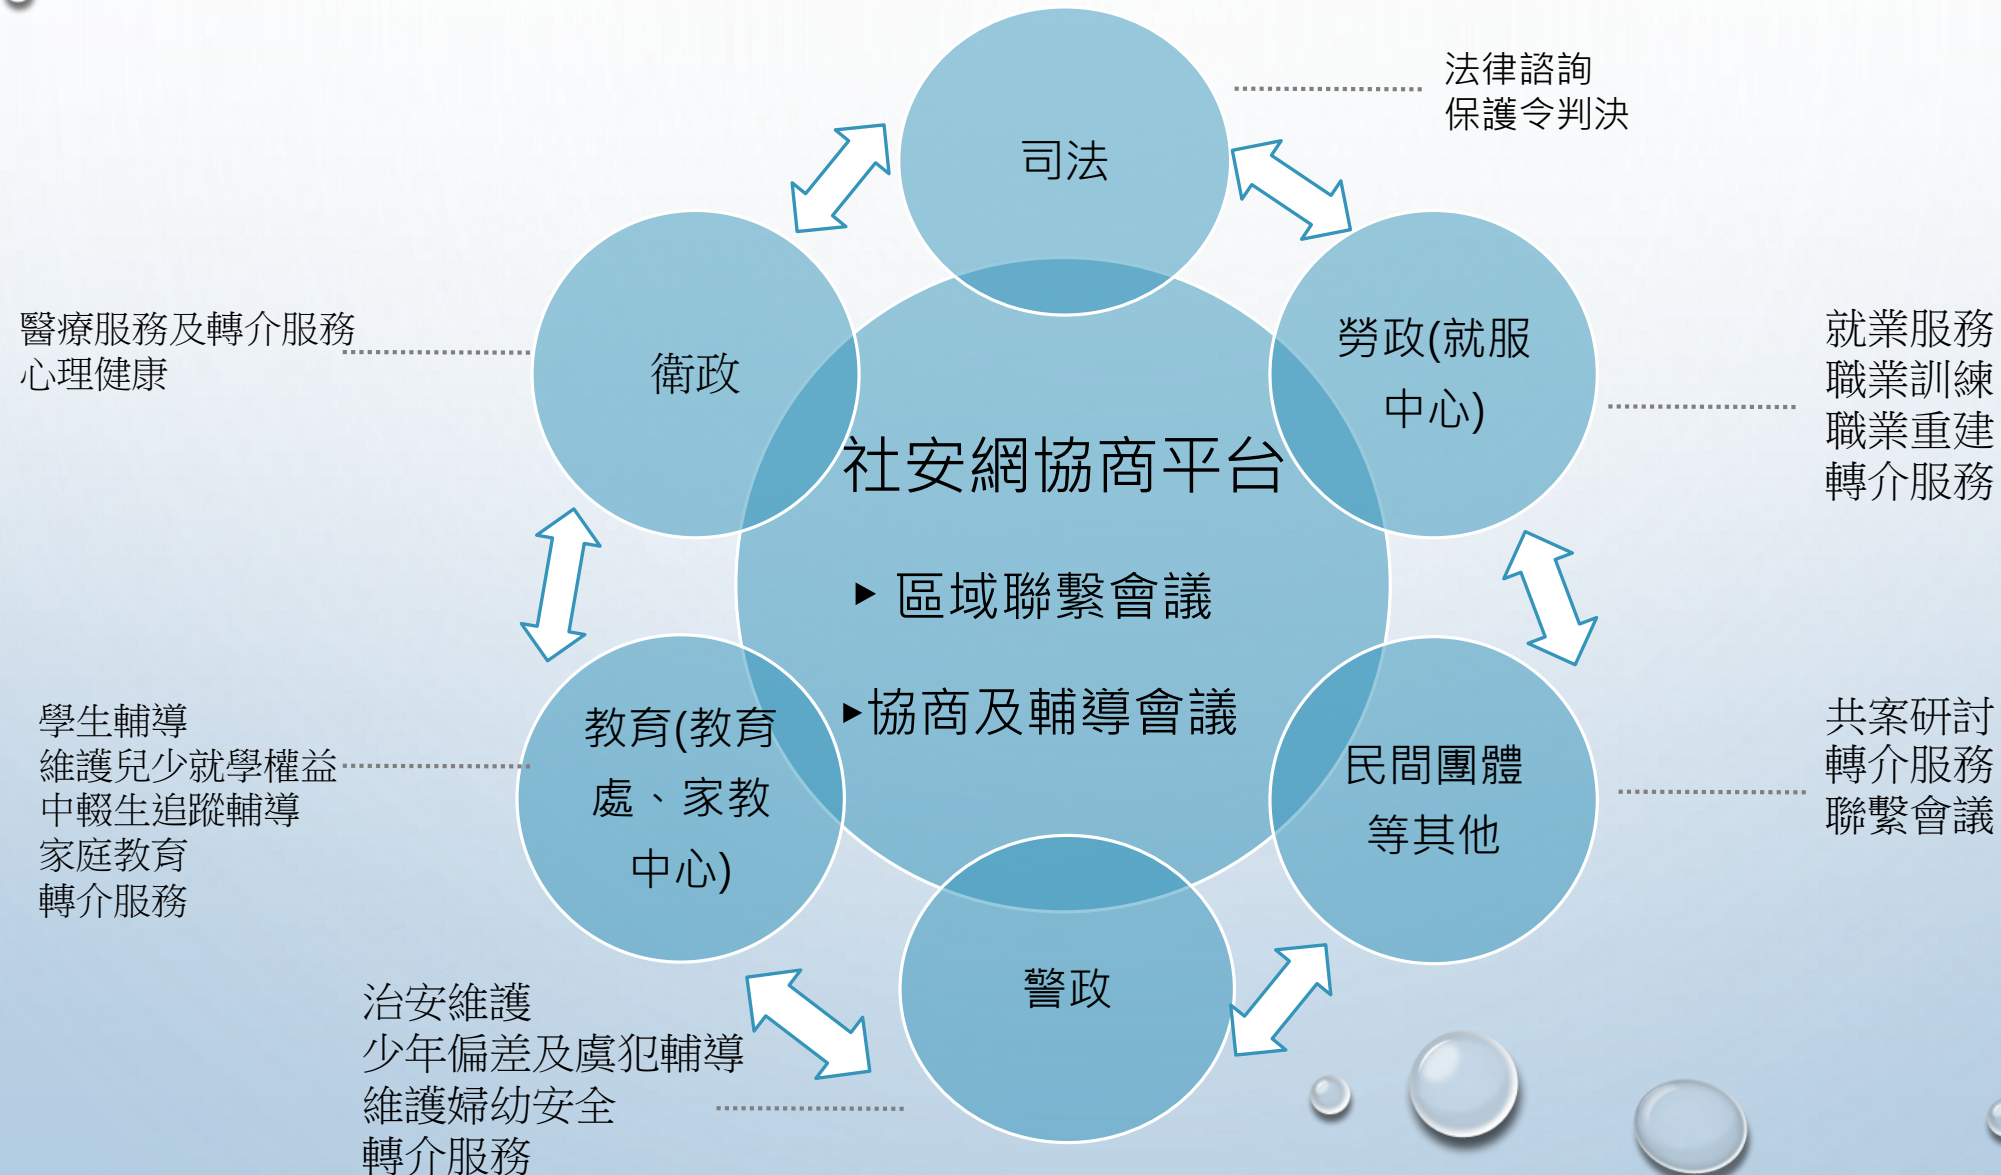 法律諮詢
保護令判決
司法
醫療服務及轉介服務
心理健康
衛政
勞政(就服
中心)
就業服務
職業訓練
職業重建
轉介服務
社安網協商平台
▶ 區域聯繫會議
▶協商及輔導會議
學生輔導
維護兒少就學權益
中輟生追蹤輔導
家庭教育
轉介服務
教育(教育
處、家教
中心)
民間團體
等其他
共案研討
轉介服務
聯繫會議
治安維護
少年偏差及虞犯輔導
維護婦幼安全
轉介服務
警政